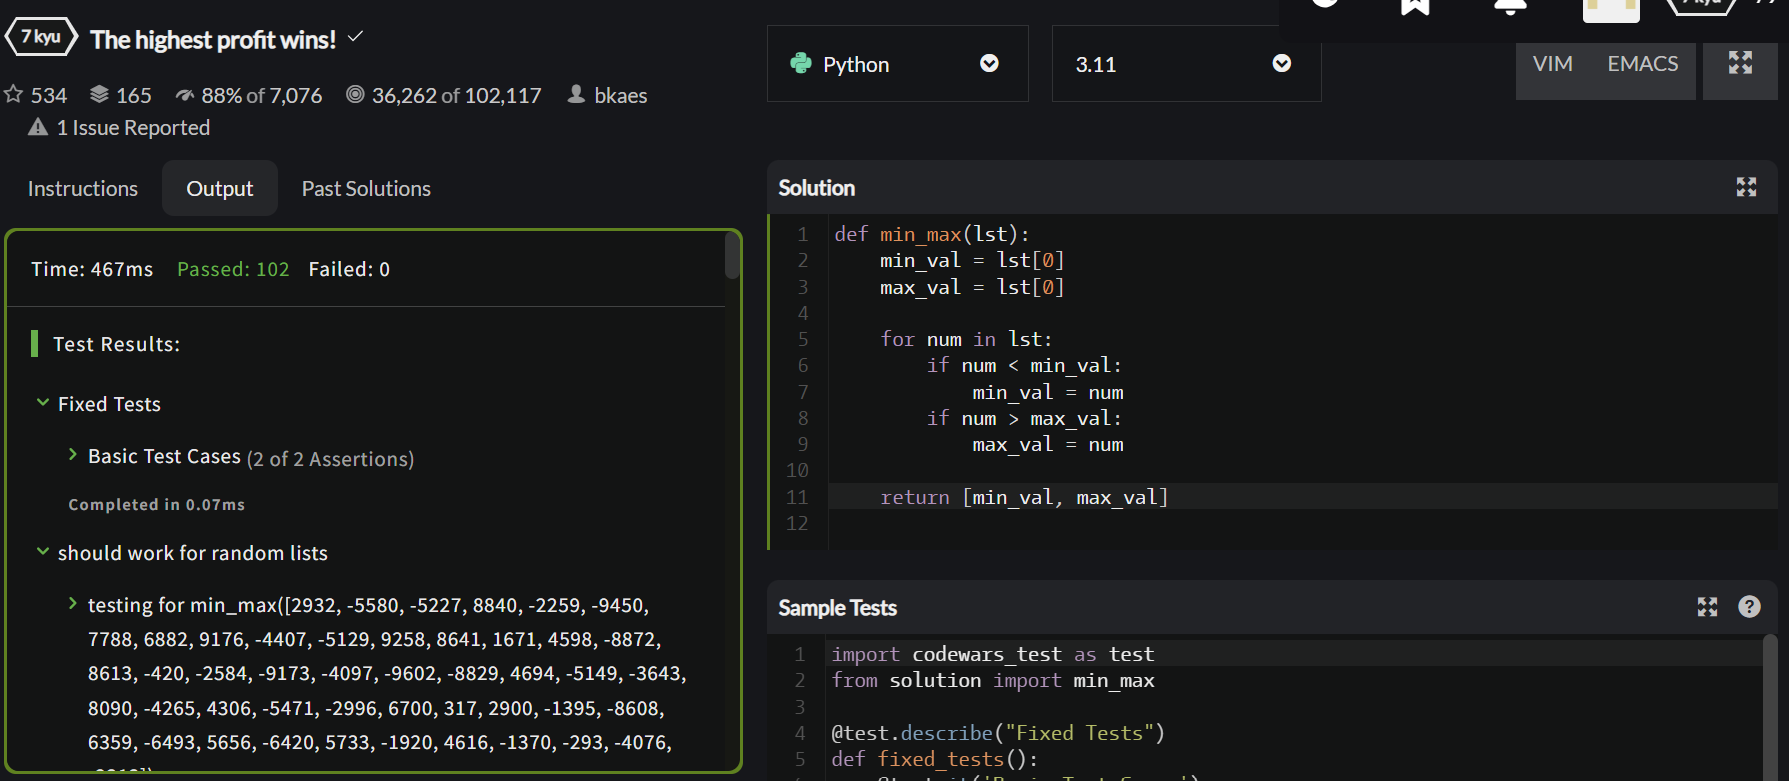 7 kyu The highest profit wins!
534 165 88% of 7,076 36,262 of 102,117 bkaes
1 Issue Reported
Python 3.11 VIM EMACS
Instructions Output Past Solutions
Time: 467ms Passed: 102 Failed: 0
Test Results:
Fixed Tests
Basic Test Cases (2 of 2 Assertions)
Completed in 0.07ms
should work for random lists
testing for min_max([2932, -5580, -5227, 8840, -2259, -9450,
7788, 6882, 9176, -4407, -5129, 9258, 8641, 1671, 4598, -8872,
8613, -420, -2584, -9173, -4097, -9602, -8829, 4694, -5149, -3643,
8090, -4265, 4306, -5471, -2996, 6700, 317, 2900, -1395, -8608,
6359, -6493, 5656, -6420, 5733, -1920, 4616, -1370, -293, -4076,
Solution
1 def min_max(lst):
2     min_val = lst[0]
3     max_val = lst[0]
4
5     for num in lst:
6         if num < min_val:
7             min_val = num
8         if num > max_val:
9             max_val = num
10
11     return [min_val, max_val]
12
Sample Tests
1 import codewars_test as test
2 from solution import min_max
3
4 @test.describe("Fixed Tests")
5 def fixed_tests():